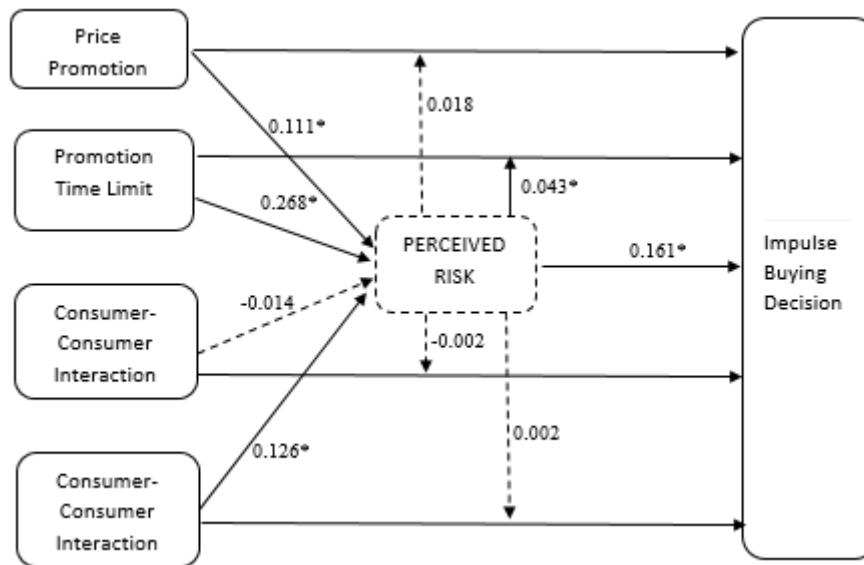 Price
Promotion
0.018
0.111*
Promotion
Time Limit
0.043*
0.268*
PERCEIVED
RISK
0.161*
Impulse
Buying
Decision
-0.014
Consumer-
Consumer
Interaction
-0.002
0.002
0.126*
Consumer-
Consumer
Interaction